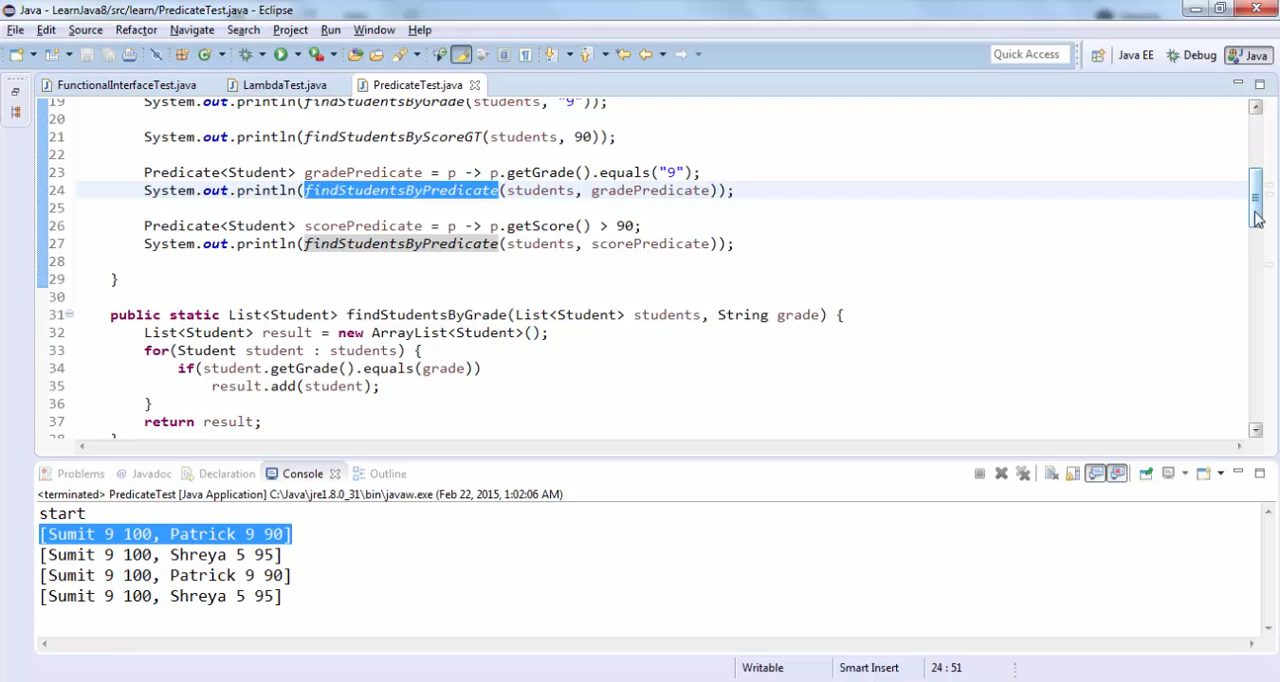 Java - LearnJava8/src/learn/PredicateTest.java - Eclipse
File Edit Source Refactor Navigate Search Project Run Window Help
Quick Access Java EE Debug Java
FunctionalInterfaceTest.java LambdaTest.java PredicateTest.java
19 System.out.println(findStudentsByGrade(students, "9"));
20
21 System.out.println(findStudentsByScoreGT(students, 90));
22
23 Predicate<Student> gradePredicate = p -> p.getGrade().equals("9");
24 System.out.println(findStudentsByPredicate(students, gradePredicate));
25
26 Predicate<Student> scorePredicate = p -> p.getScore() > 90;
27 System.out.println(findStudentsByPredicate(students, scorePredicate));
28
29 }
30
31 public static List<Student> findStudentsByGrade(List<Student> students, String grade) {
32 List<Student> result = new ArrayList<Student>();
33 for(Student student : students) {
34 if(student.getGrade().equals(grade))
35 result.add(student);
36 }
37 return result;
38 }
Problems @ Javadoc Declaration Console Outline
<terminated> PredicateTest [Java Application] C:\Java\jre1.8.0_31\bin\javaw.exe (Feb 22, 2015, 1:02:06 AM)
start
[Sumit 9 100, Patrick 9 90]
[Sumit 9 100, Shreya 5 95]
[Sumit 9 100, Patrick 9 90]
[Sumit 9 100, Shreya 5 95]
Writable Smart Insert 24 : 51